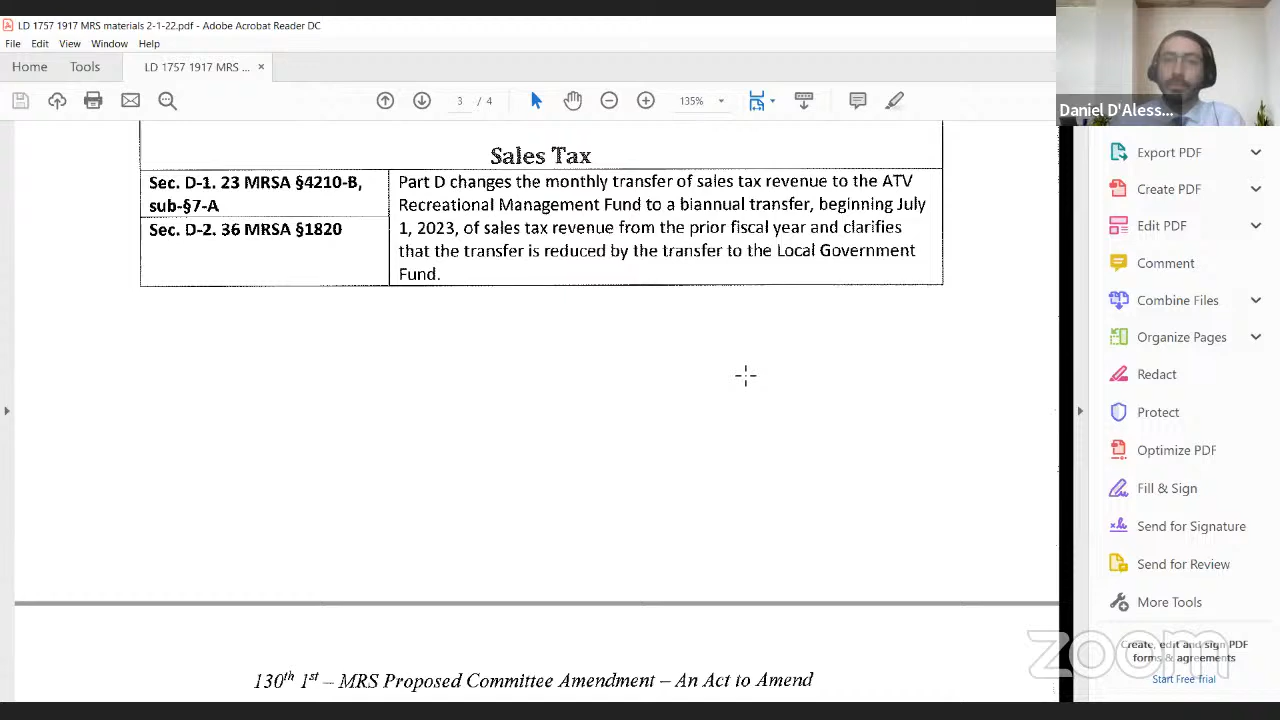 LD 1757 1917 MRS materials 2-1-22.pdf - Adobe Acrobat Reader DC
File Edit View Window Help
Home Tools LD 1757 1917 MRS ... ×
3 / 4 135%
Daniel D'Aless...
Sales Tax
Sec. D-1. 23 MRSA §4210-B,
sub-§7-A
Sec. D-2. 36 MRSA §1820
Part D changes the monthly transfer of sales tax revenue to the ATV
Recreational Management Fund to a biannual transfer, beginning July
1, 2023, of sales tax revenue from the prior fiscal year and clarifies
that the transfer is reduced by the transfer to the Local Government
Fund.
130th 1st – MRS Proposed Committee Amendment – An Act to Amend
Export PDF
Create PDF
Edit PDF
Comment
Combine Files
Organize Pages
Redact
Protect
Optimize PDF
Fill & Sign
Send for Signature
Send for Review
More Tools
Create, edit and sign PDF
forms & agreements
Start Free Trial
zoom